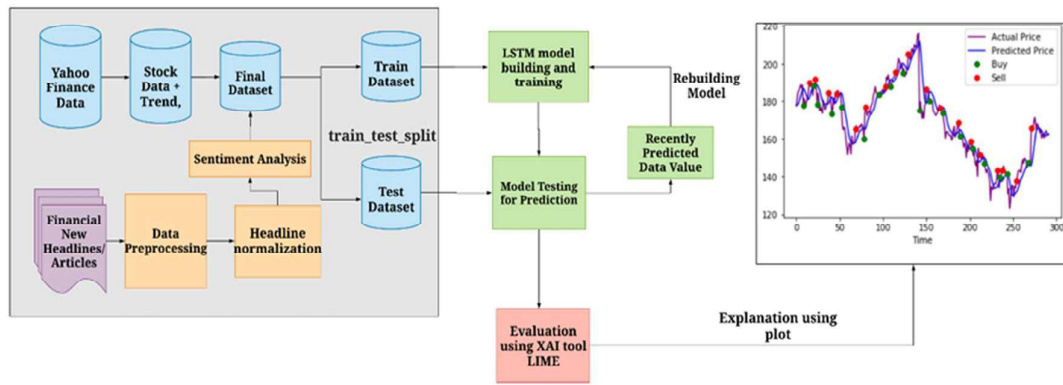 Yahoo
Finance
Data
Stock
Data +
Trend,
Final
Dataset
Train
Dataset
train_test_split
Sentiment Analysis
Test
Dataset
Financial
New
Headlines/
Articles
Data
Preprocessing
Headline
normalization
LSTM model
building and
training
Rebuilding
Model
Recently
Predicted
Data Value
Model Testing
for Prediction
Evaluation
using XAI tool
LIME
Explanation using
plot
220
200
180
160
140
120
0
50
100
150
200
250
300
Time
Actual Price
Predicted Price
Buy
Sell